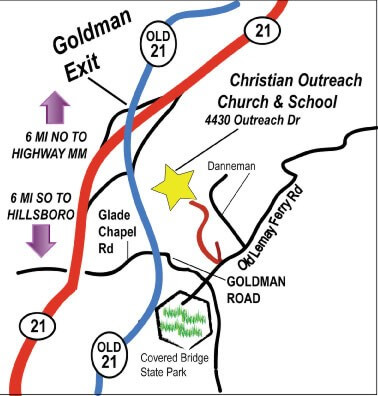 Goldman
Exit
OLD
21
21
Christian Outreach
Church & School
4430 Outreach Dr
6 MI NO TO
HIGHWAY MM
Danneman
6 MI SO TO
HILLSBORO
Glade
Chapel
Rd
Old Lemay Ferry Rd
GOLDMAN
ROAD
21
OLD
21
Covered Bridge
State Park